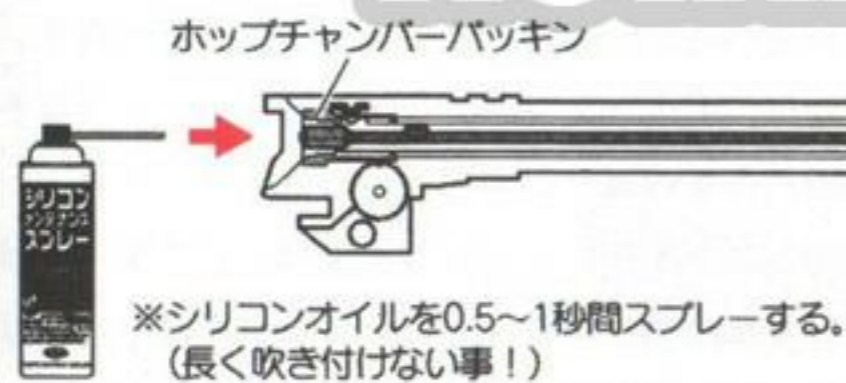 ホップチャンバーパッキン
シリコン
メンテナンス
スプレー
※シリコンオイルを0.5～1秒間スプレーする。
（長く吹き付けない事！）